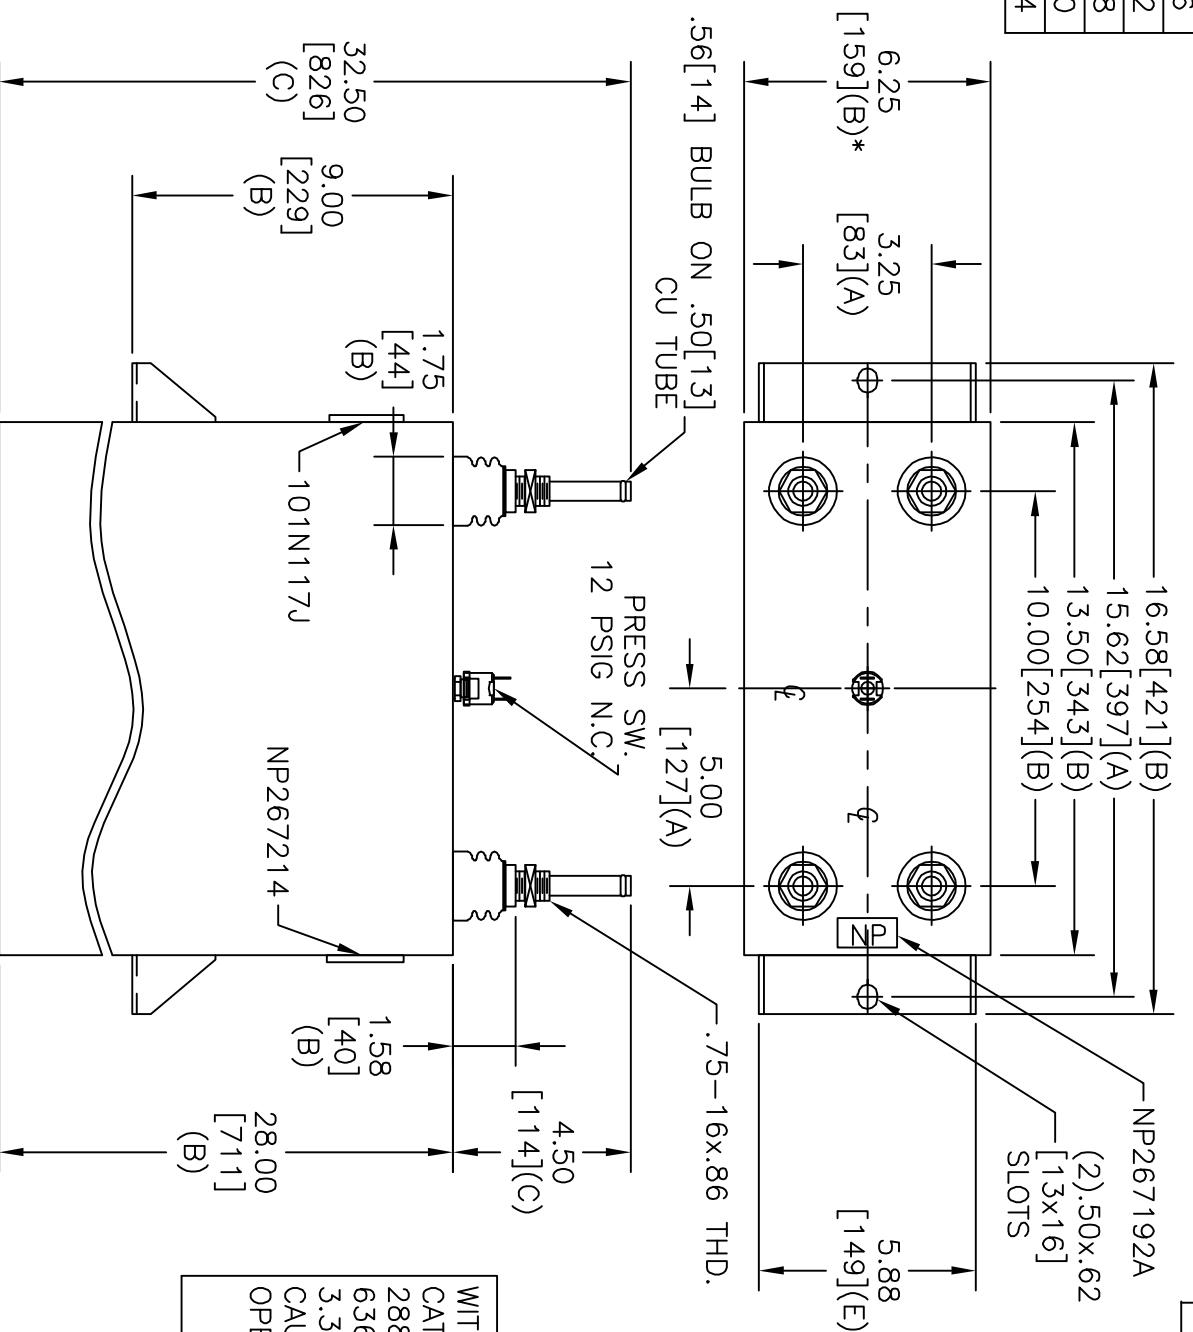 16.58[421](B)
15.62[397](A)
13.50[343](B)
10.00[254](B)
NP267192A
(2).50x.62
[13x16]
SLOTS
6.25
[159](B)*
3.25
[83](A)
5.88
[149](E)
NP
.56[14] BULB ON .50[13]
CU TUBE
5.00
[127](A)
PRESS SW.
12 PSIG N.C.
.75-16x.86 THD.
32.50
[826]
(C)
9.00
[229]
(B)
1.75
[44]
(B)
101N117J
NP267214
1.58
[40]
(B)
4.50
[114](C)
28.00
[711]
(B)